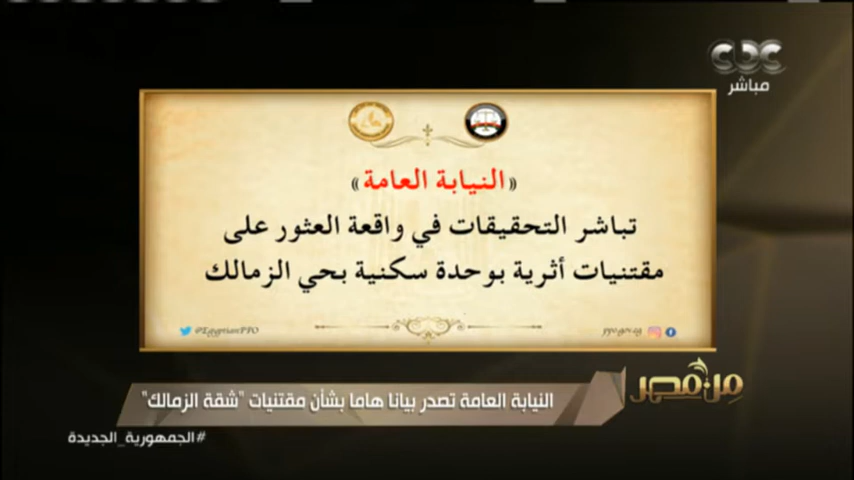 cbc
مباشر
«النيابة العامة»
تباشر التحقيقات في واقعة العثور على
مقتنيات أثرية بوحدة سكنية بحي الزمالك
@EgyptianPPO
ppo.gov.eg
من مصر
النيابة العامة تصدر بيانا هاما بشأن مقتنيات "شقة الزمالك"
#الجمهورية_الجديدة